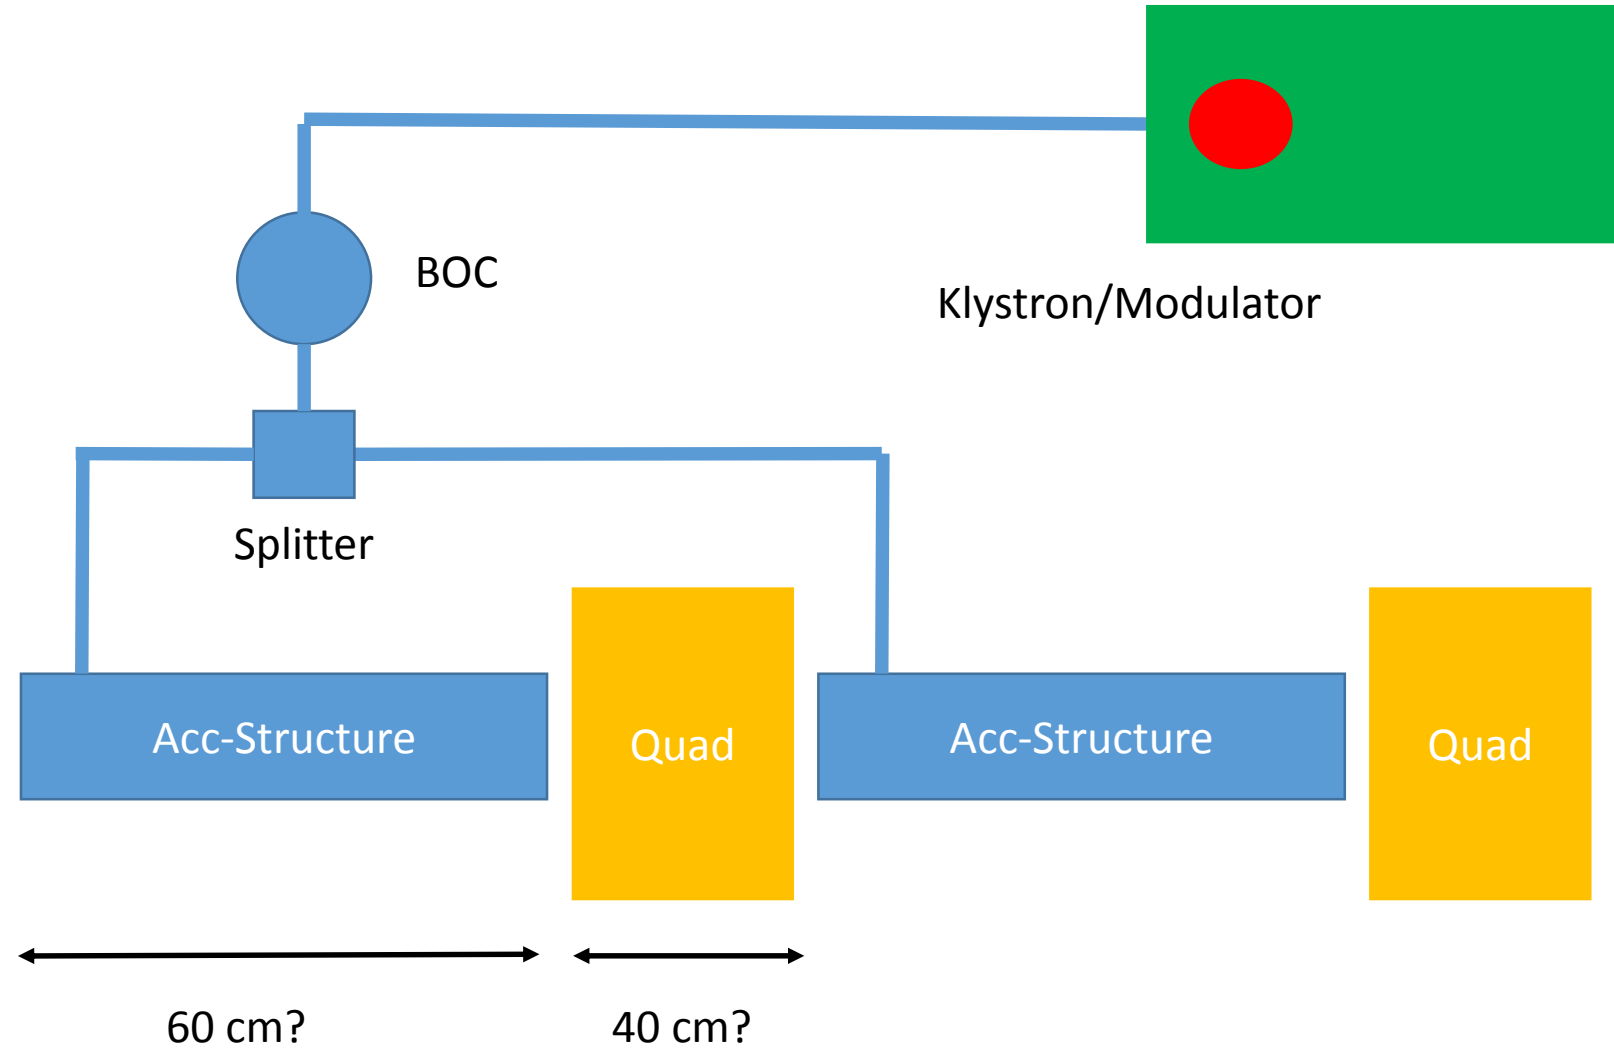 BOC
Klystron/Modulator
Splitter
Acc-Structure
Quad
Acc-Structure
Quad
60 cm?
40 cm?